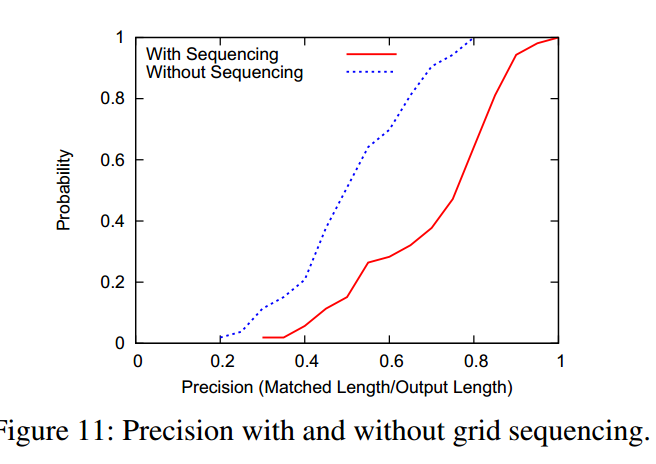 1
0.8
0.6
0.4
0.2
0
Probability
With Sequencing
Without Sequencing
0 0.2 0.4 0.6 0.8 1
Precision (Matched Length/Output Length)
Figure 11: Precision with and without grid sequencing.